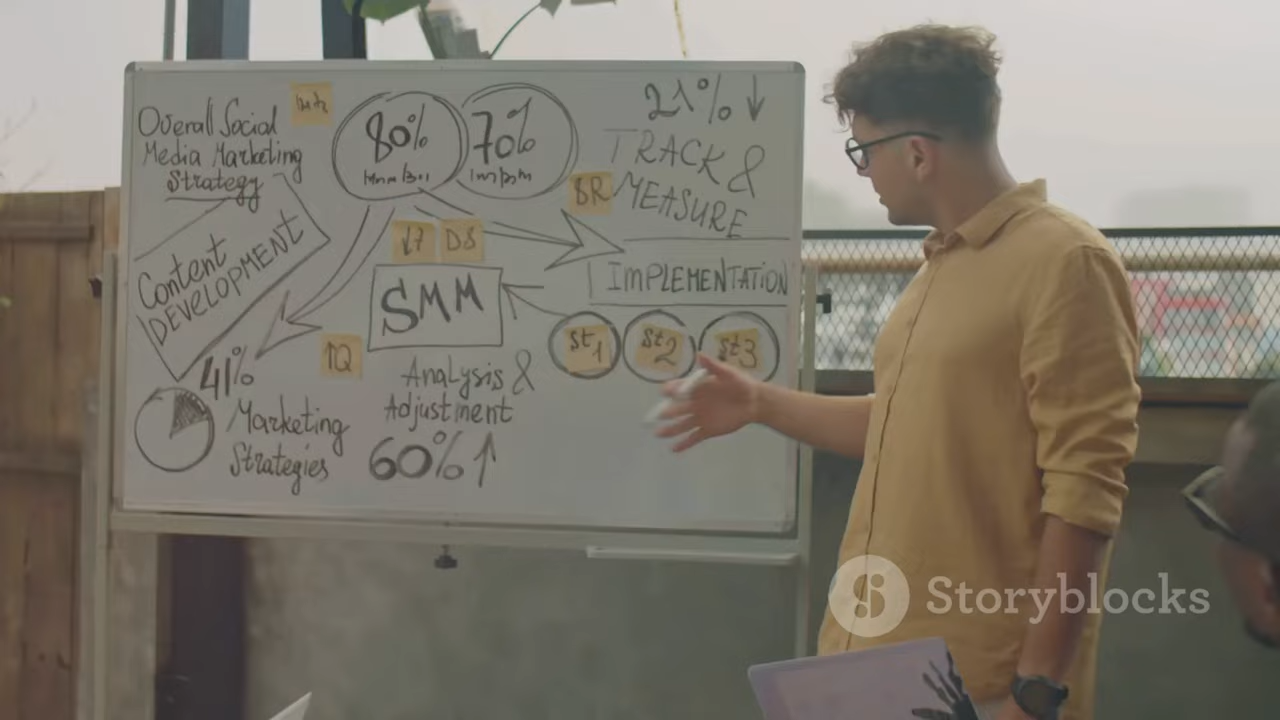 Overall Social
Media Marketing
Strategy
80%
70%
21% ↓
TRACK &
MEASURE
BR
Content
DEVELOPMENT
↓7
DS
SMM
IMPLEMENTATION
st1
st2
st3
41%
↑Q
Marketing
Strategies
Analysis &
Adjustment
60% ↑
Storyblocks